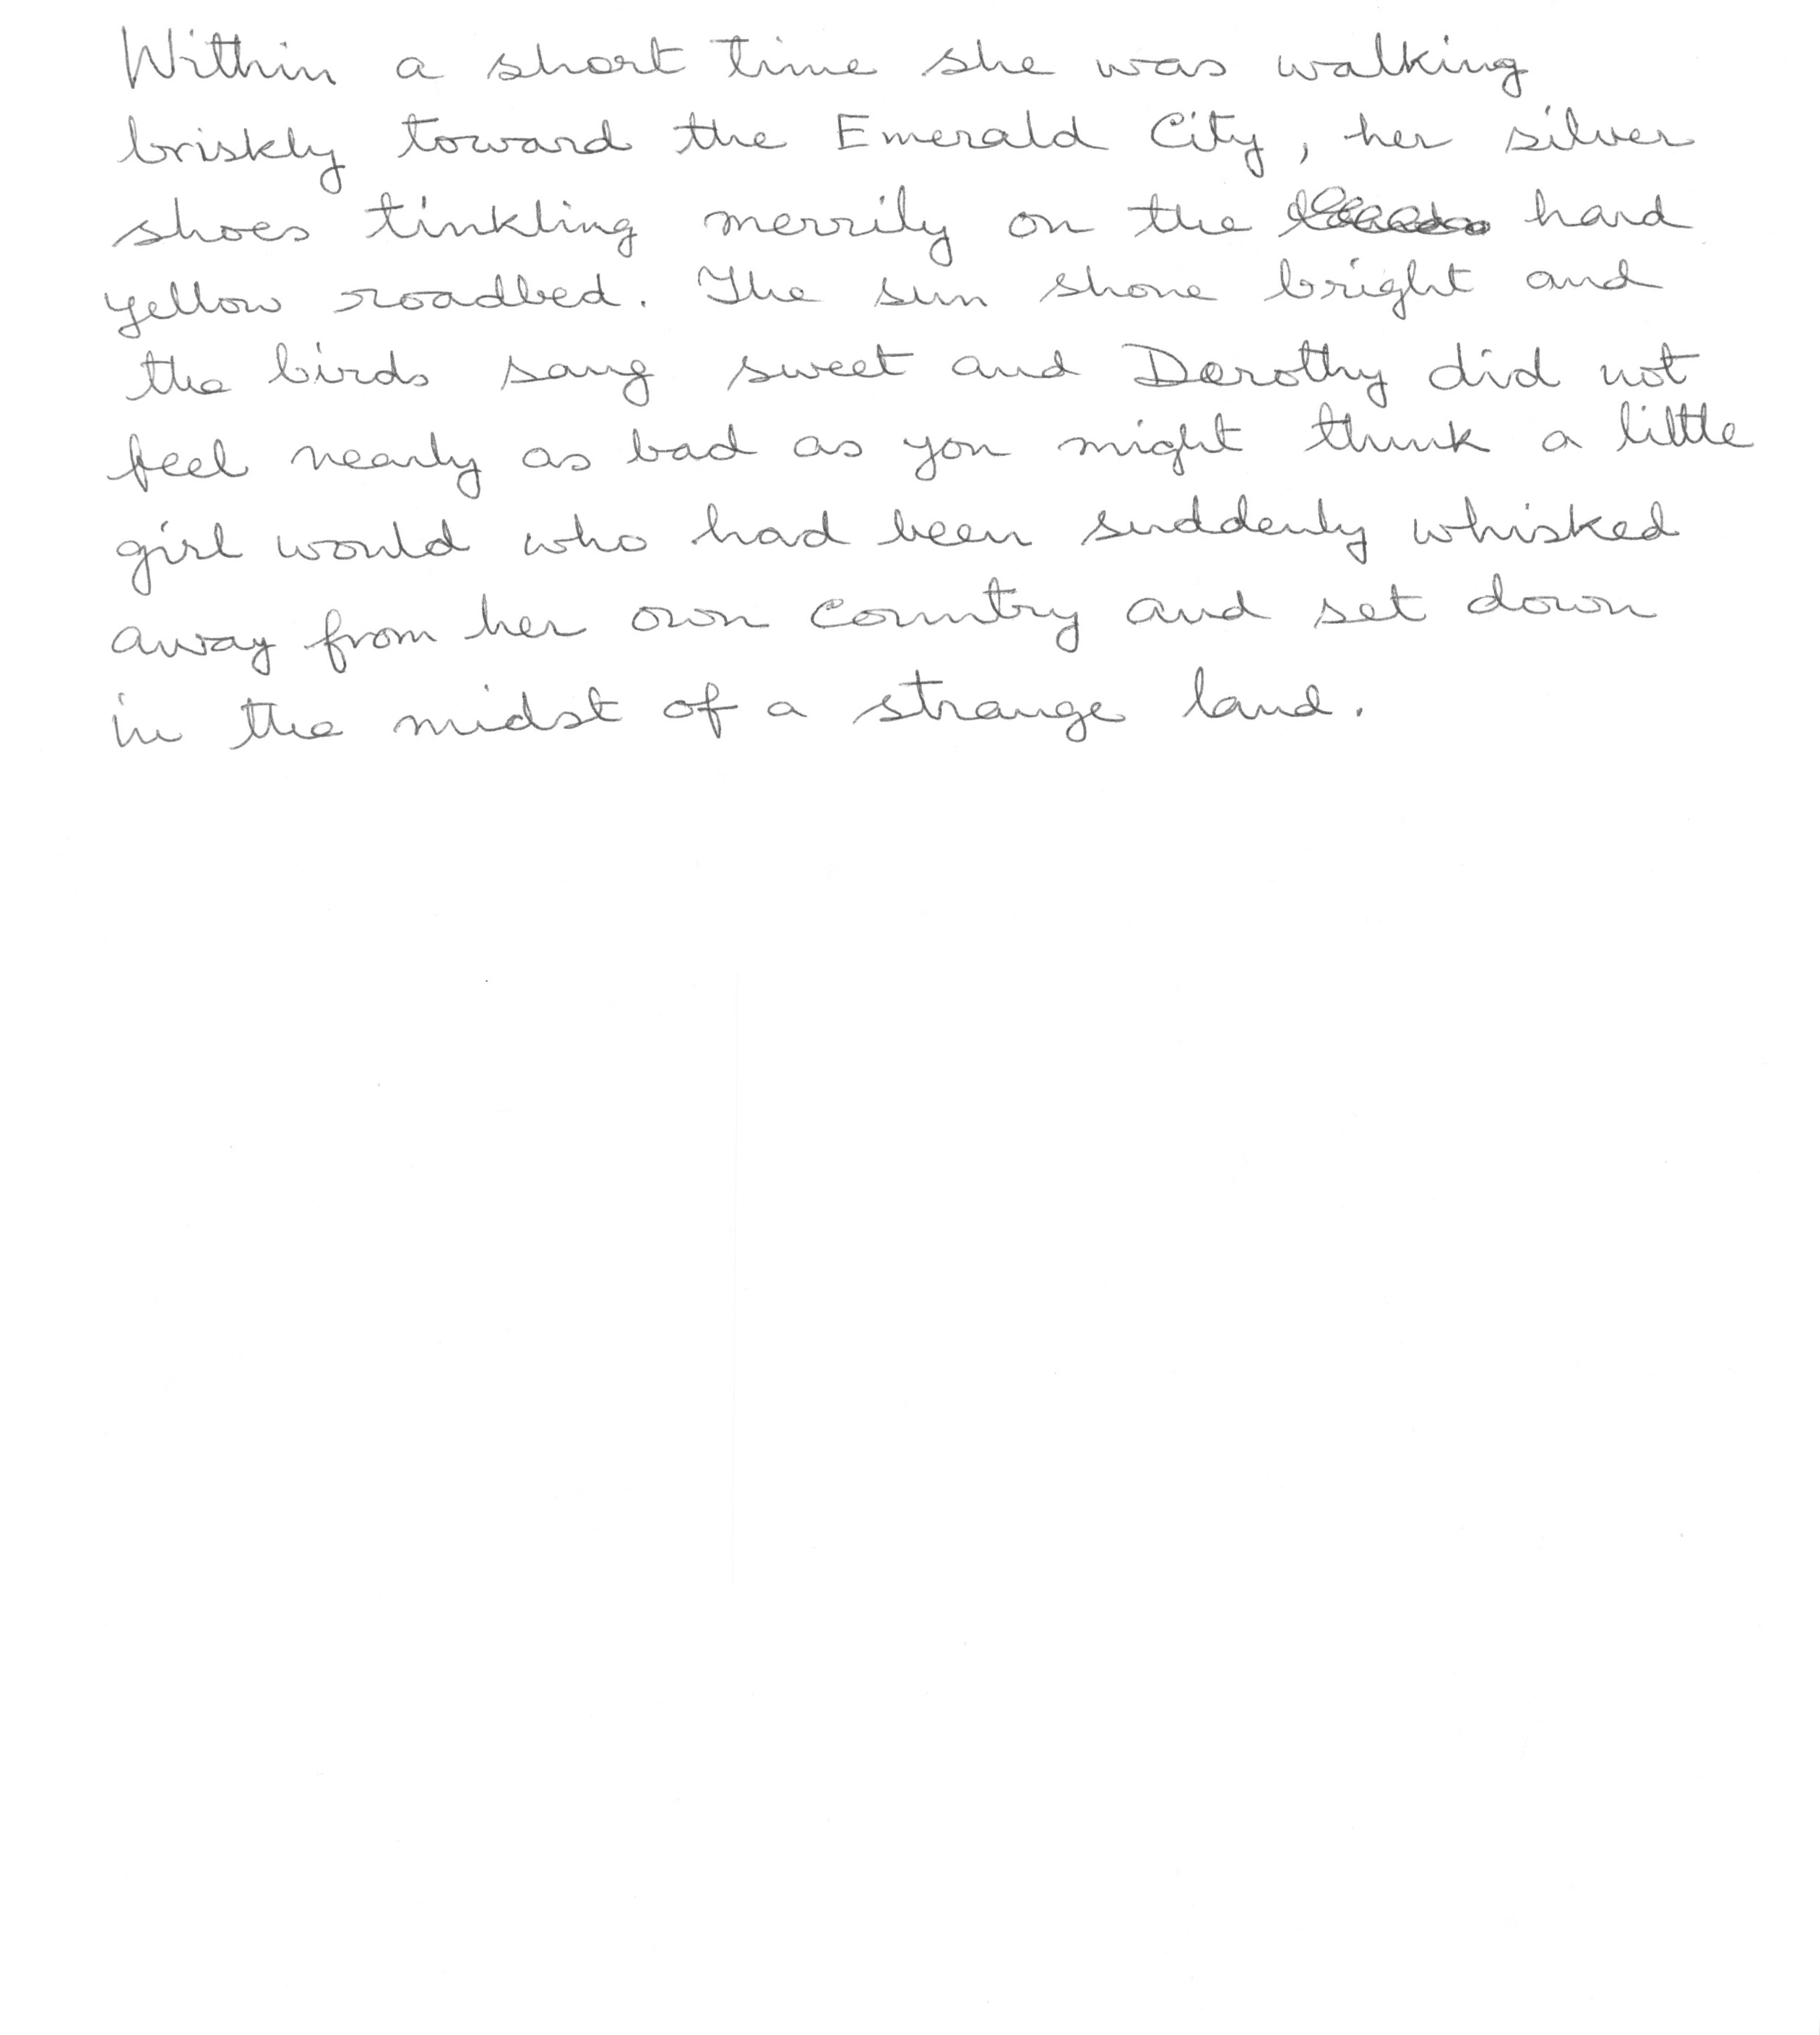 Within a short time she was walking
briskly toward the Emerald City, her silver
shoes tinkling merrily on the hard
yellow roadbed. The sun shone bright and
the birds sang sweet and Dorothy did not
feel nearly as bad as you might think a little
girl would who had been suddenly whisked
away from her own country and set down
in the midst of a strange land.